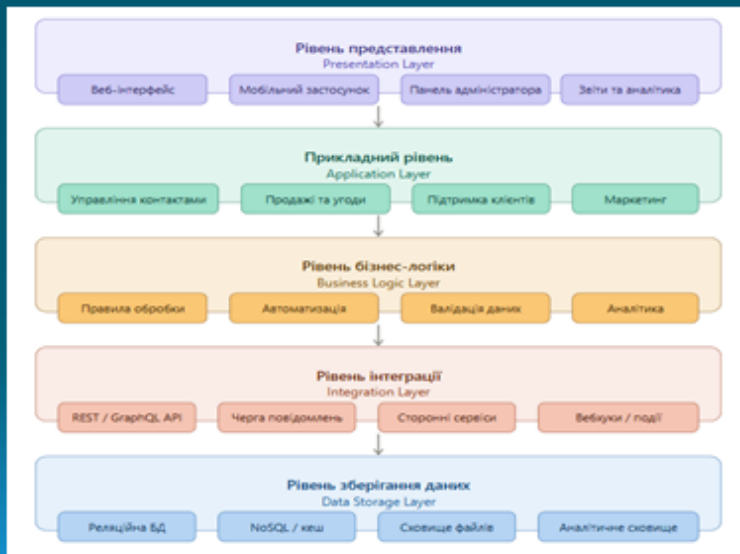 Рівень представлення
Presentation Layer
Веб-інтерфейс Мобільний застосунок Панель адміністратора Звіти та аналітика
Прикладний рівень
Application Layer
Управління контактами Продажі та угоди Підтримка клієнтів Маркетинг
Рівень бізнес-логіки
Business Logic Layer
Правила обробки Автоматизація Валідація даних Аналітика
Рівень інтеграції
Integration Layer
REST / GraphQL API Черга повідомлень Сторонні сервіси Вебхуки / події
Рівень зберігання даних
Data Storage Layer
Реляційна БД NoSQL / кеш Сховище файлів Аналітичне сховище